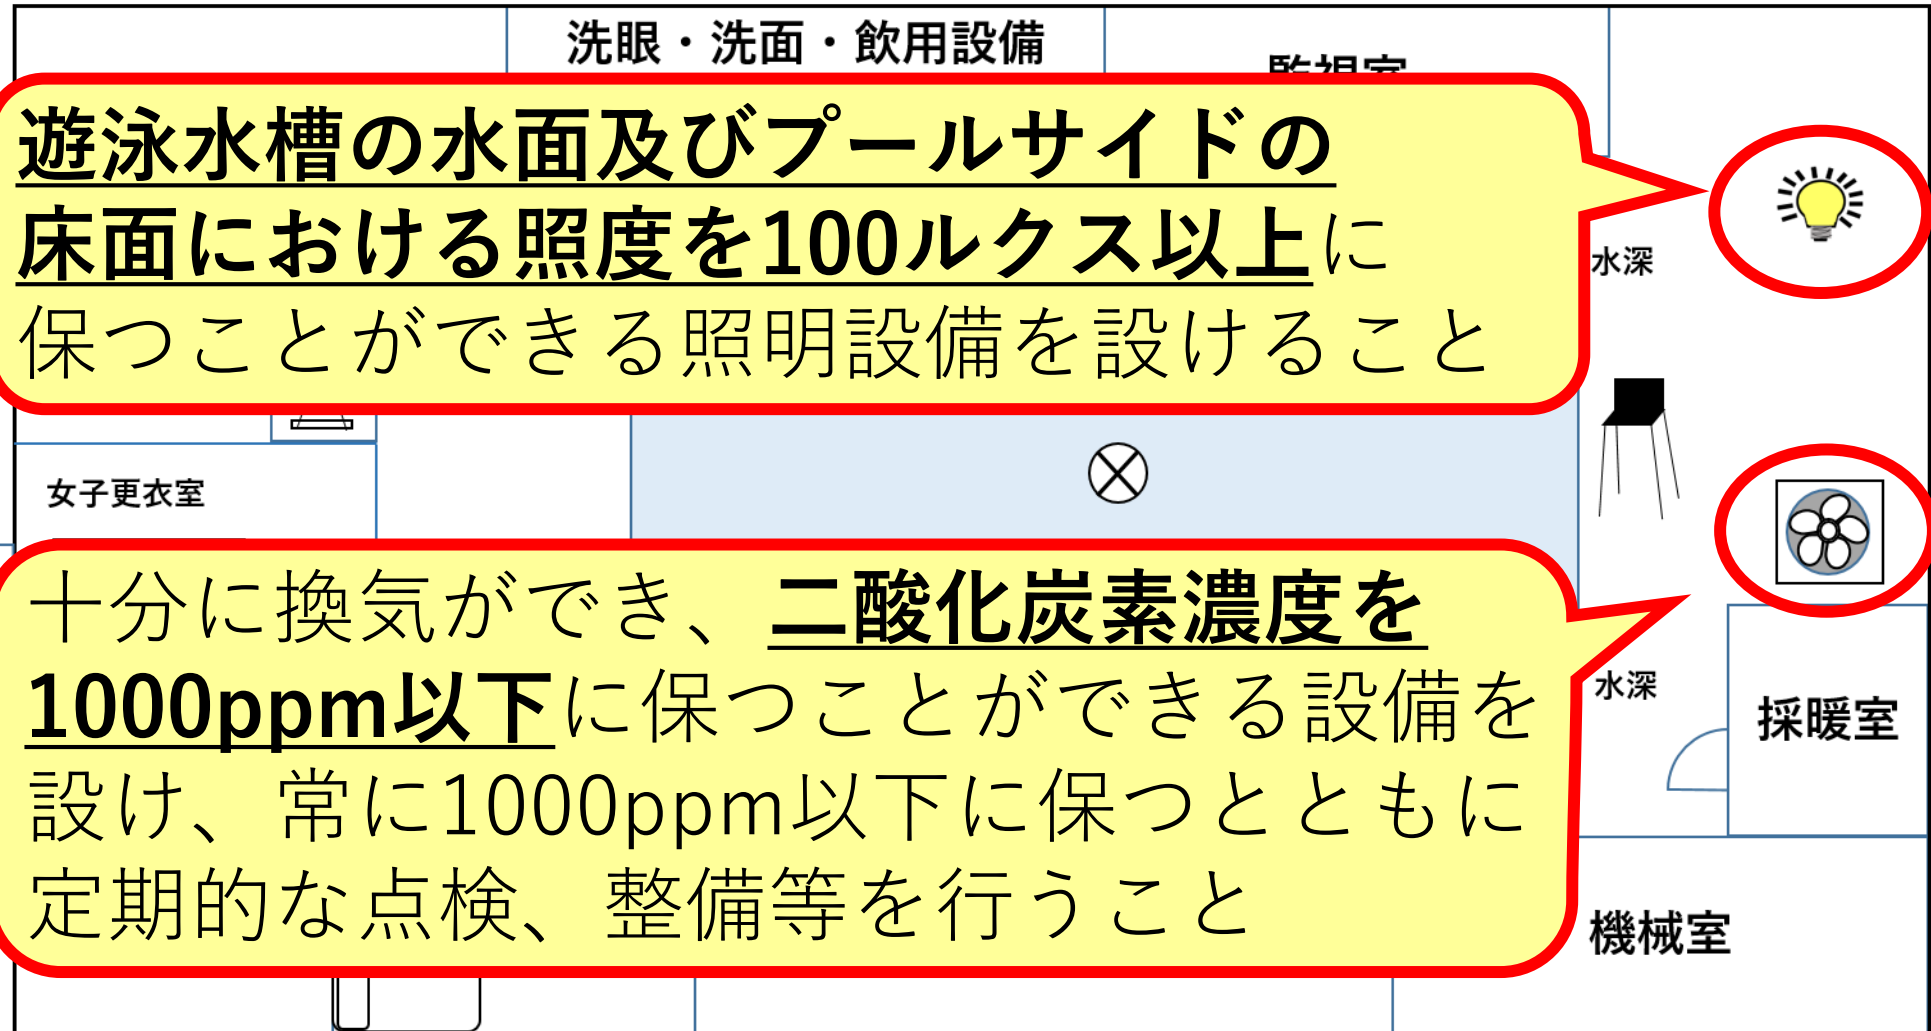 洗眼・洗面・飲用設備
監視室
遊泳水槽の水面及びプールサイドの
床面における照度を100ルクス以上に
保つことができる照明設備を設けること
水深
女子更衣室
十分に換気ができ、二酸化炭素濃度を
1000ppm以下に保つことができる設備を
設け、常に1000ppm以下に保つとともに
定期的な点検、整備等を行うこと
水深
採暖室
機械室